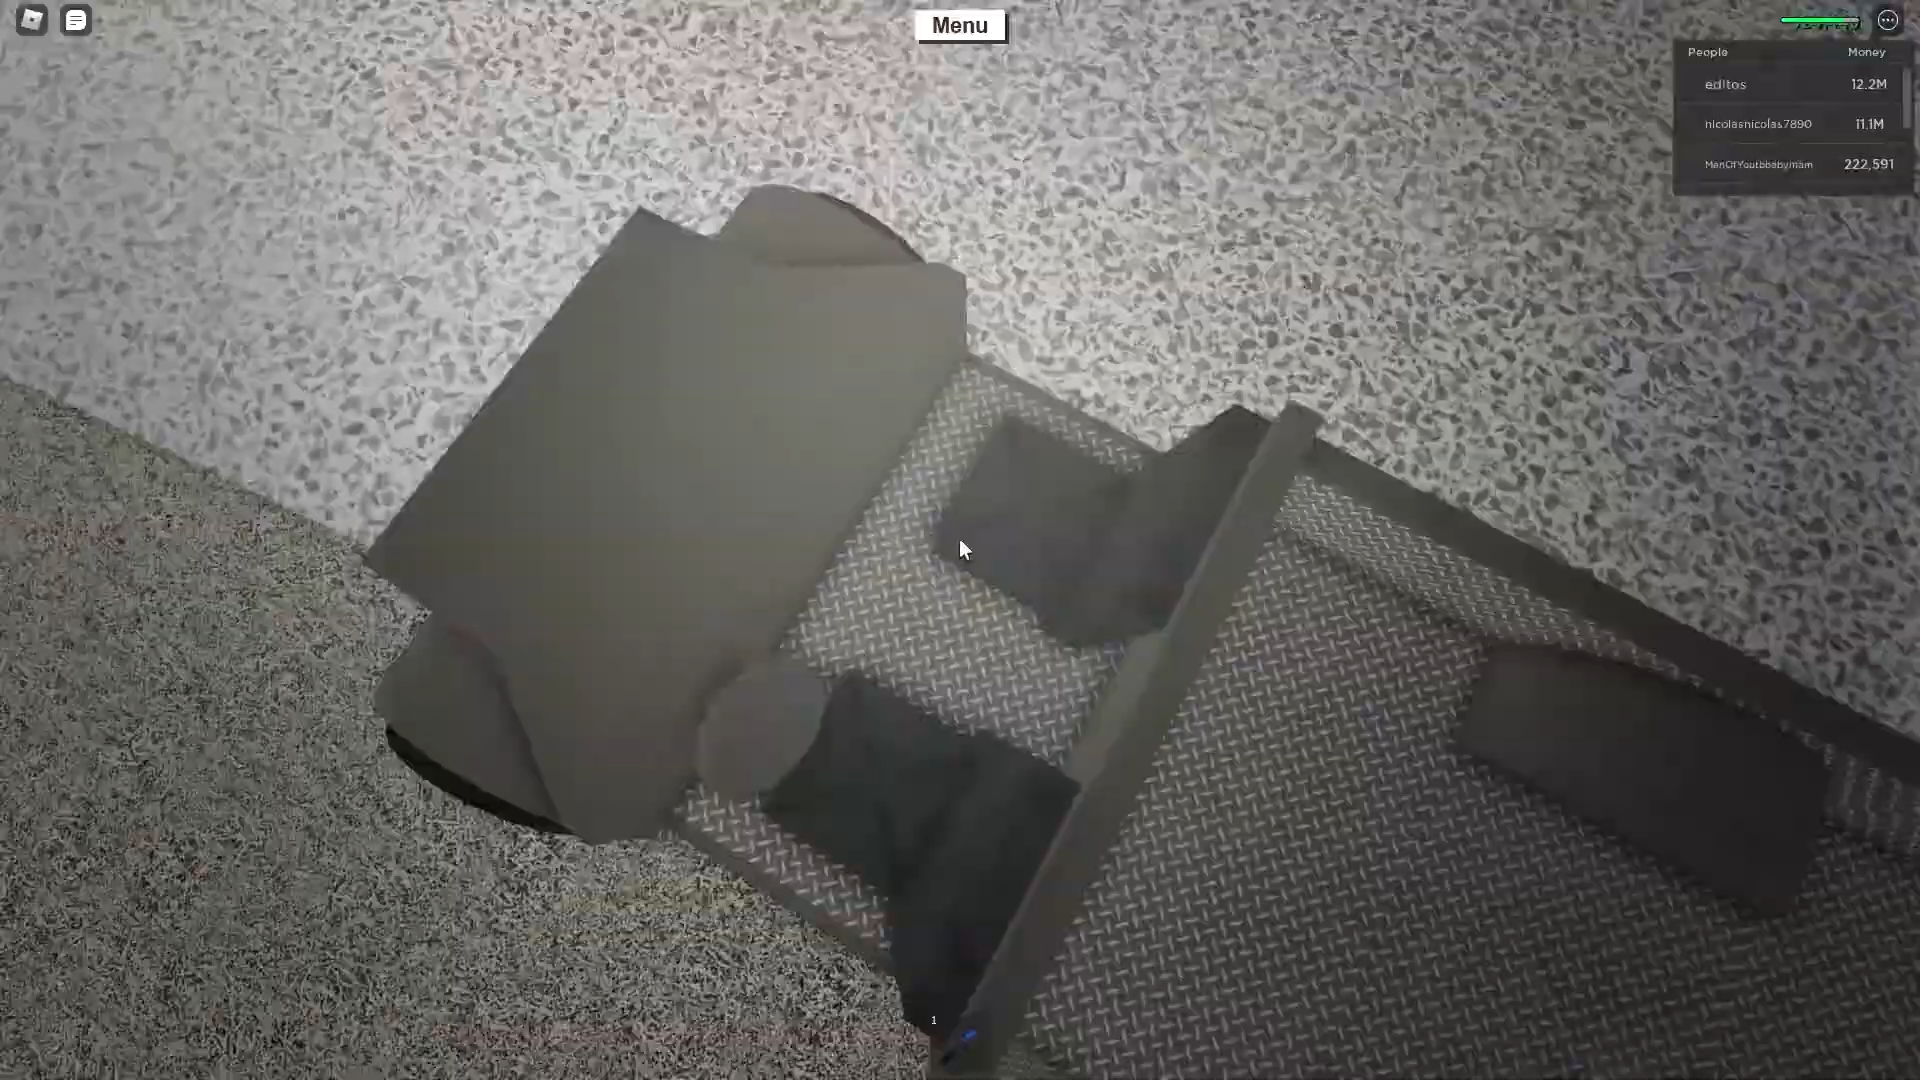 Menu
People Money
editos 12.2M
nicolasnicolas7890 11.1M
222,591
1